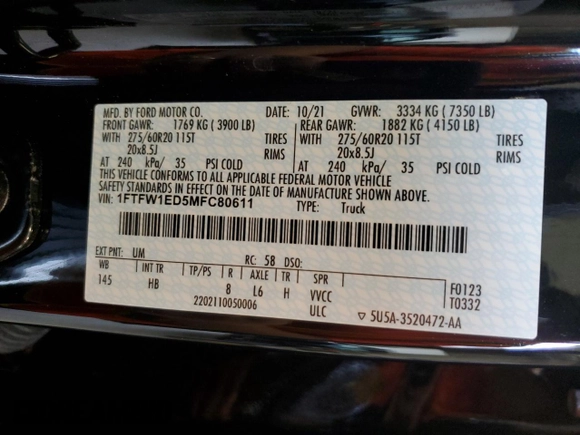 MFD. BY FORD MOTOR CO. DATE: 10/21 GVWR: 3334 KG ( 7350 LB)
FRONT GAWR: 1769 KG ( 3900 LB) REAR GAWR: 1882 KG ( 4150 LB)
WITH 275/60R20 115T TIRES WITH 275/60R20 115T TIRES
20x8.5J RIMS 20x8.5J RIMS
AT 240 kPa/ 35 PSI COLD AT 240 kPa/ 35 PSI COLD
THIS VEHICLE CONFORMS TO ALL APPLICABLE FEDERAL MOTOR VEHICLE
SAFETY STANDARDS IN EFFECT ON THE DATE OF MANUFACTURE SHOWN ABOVE.
VIN: 1FTFW1ED5MFC80611 TYPE: Truck
EXT PNT: UM RC: 58 DSO:
WB INT TR TP/PS R AXLE TR SPR F0123
145 HB 8 L6 H VVCC T0332
2202110050006 ULC ▽ 5U5A-3520472-AA